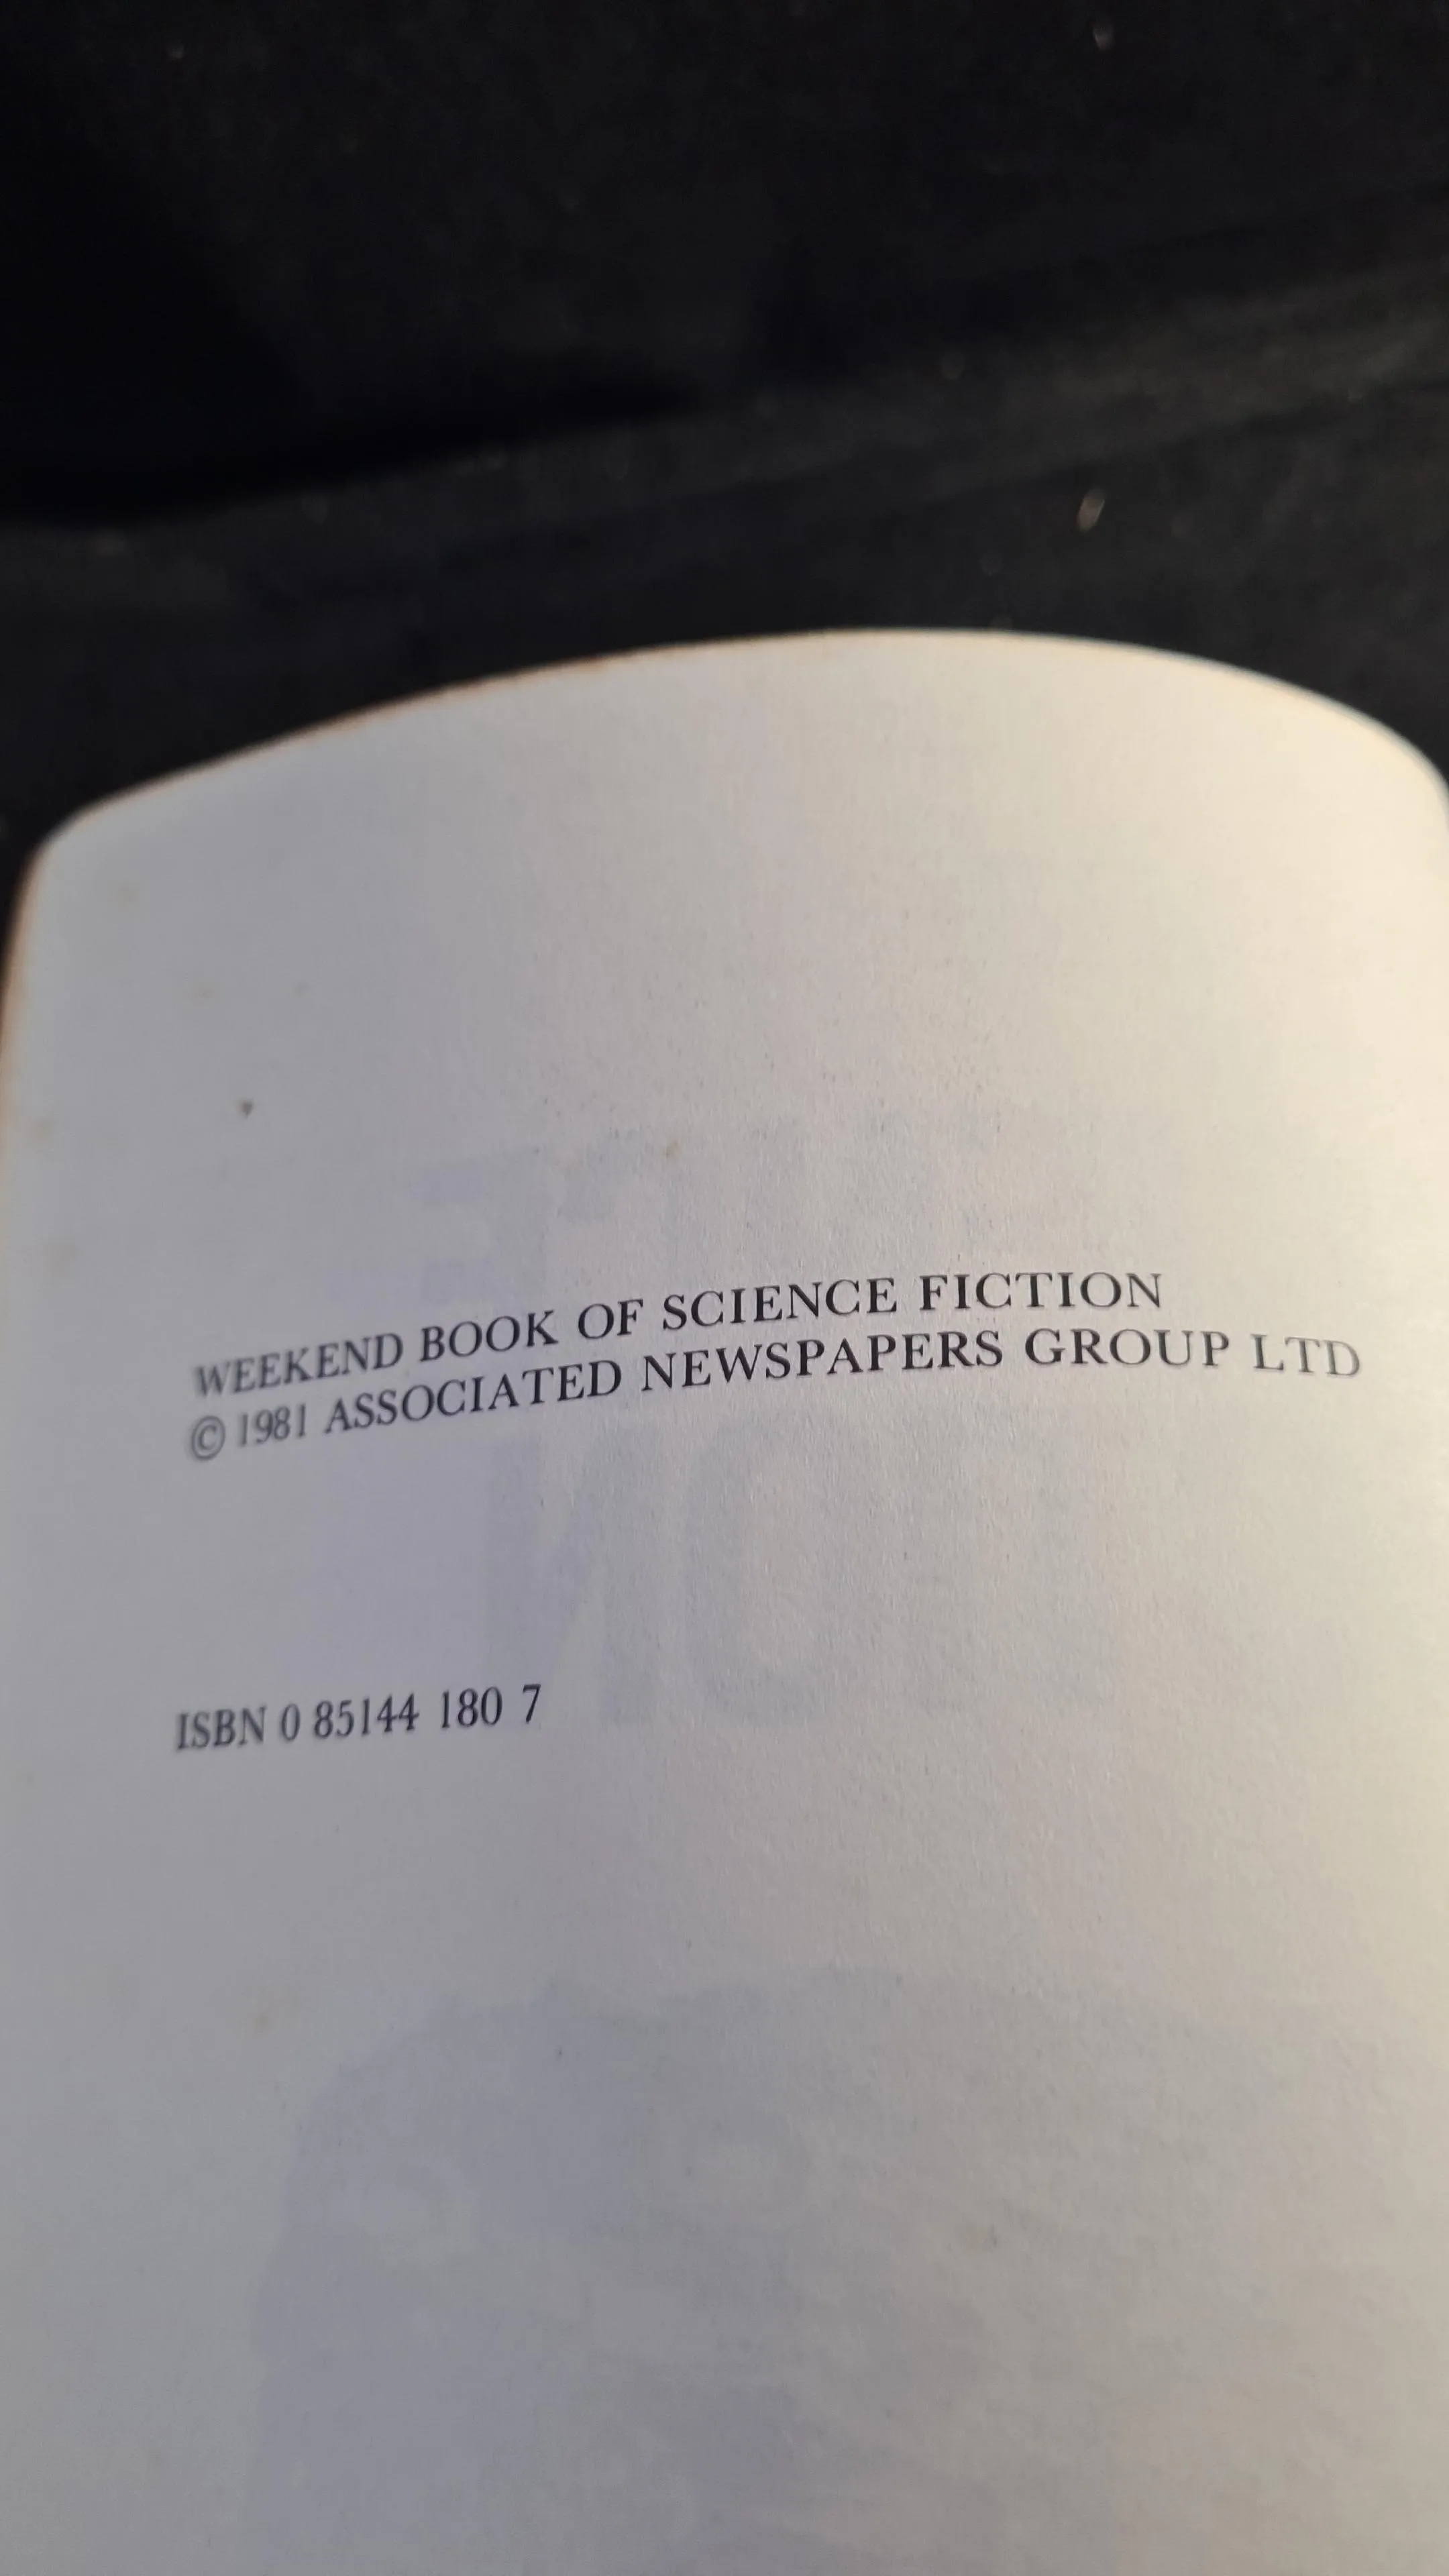 WEEKEND BOOK OF SCIENCE FICTION
© 1981 ASSOCIATED NEWSPAPERS GROUP LTD
ISBN 0 85144 180 7